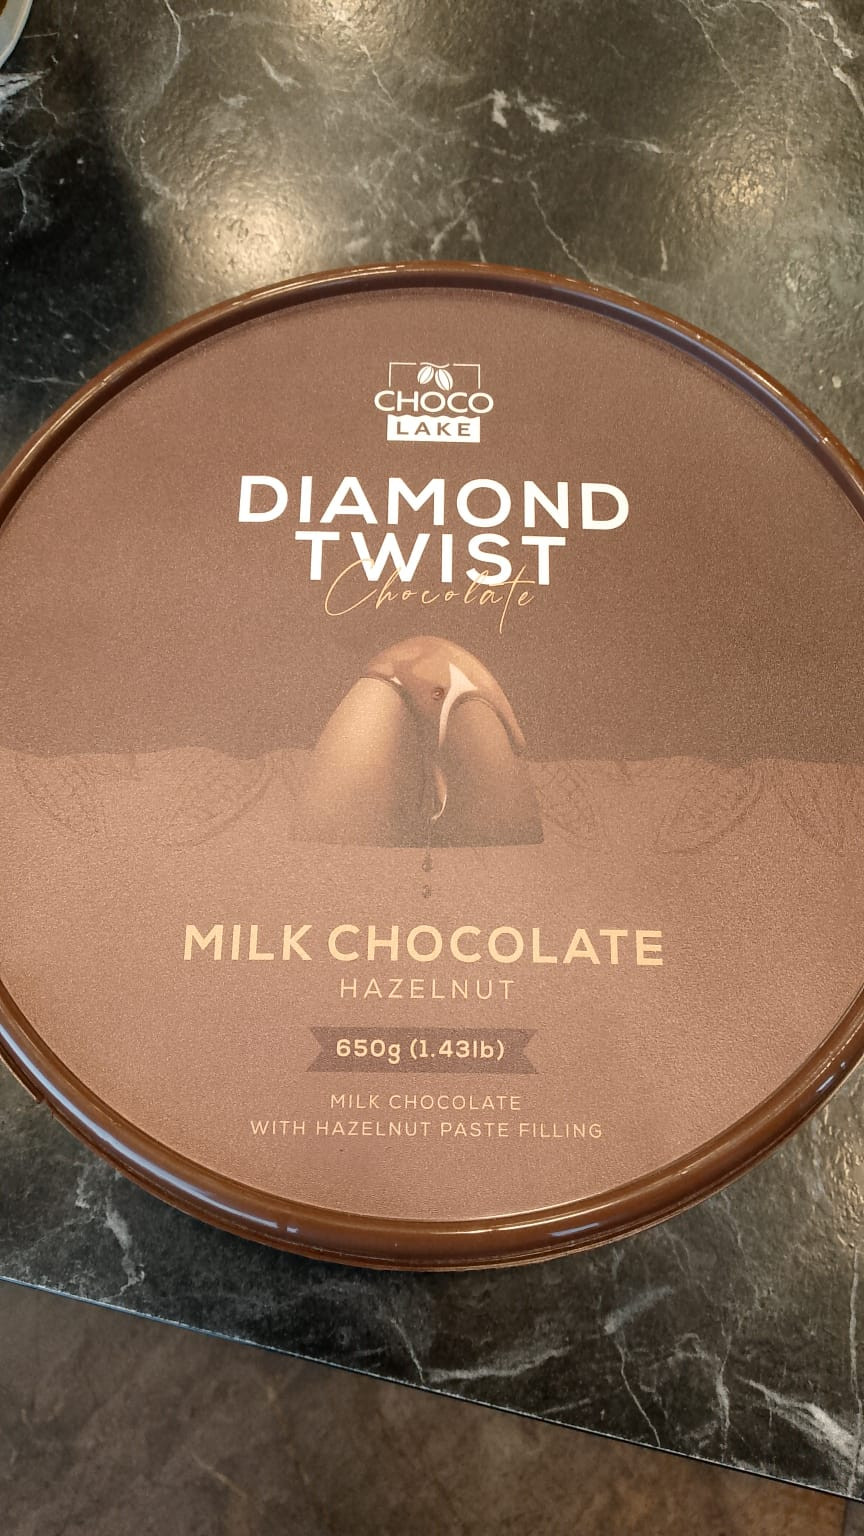 CHOCO
LAKE
DIAMOND
TWIST
Chocolate
MILK CHOCOLATE
HAZELNUT
650g (1.43lb)
MILK CHOCOLATE
WITH HAZELNUT PASTE FILLING